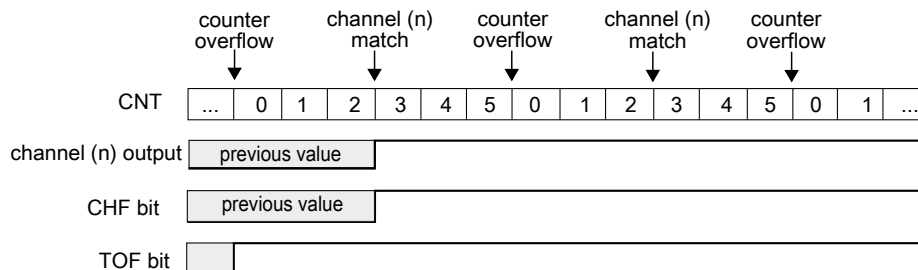 counter overflow
channel (n) match
counter overflow
channel (n) match
counter overflow
CNT ... 0 1 2 3 4 5 0 1 2 3 4 5 0 1 ...
channel (n) output previous value
CHF bit previous value
TOF bit